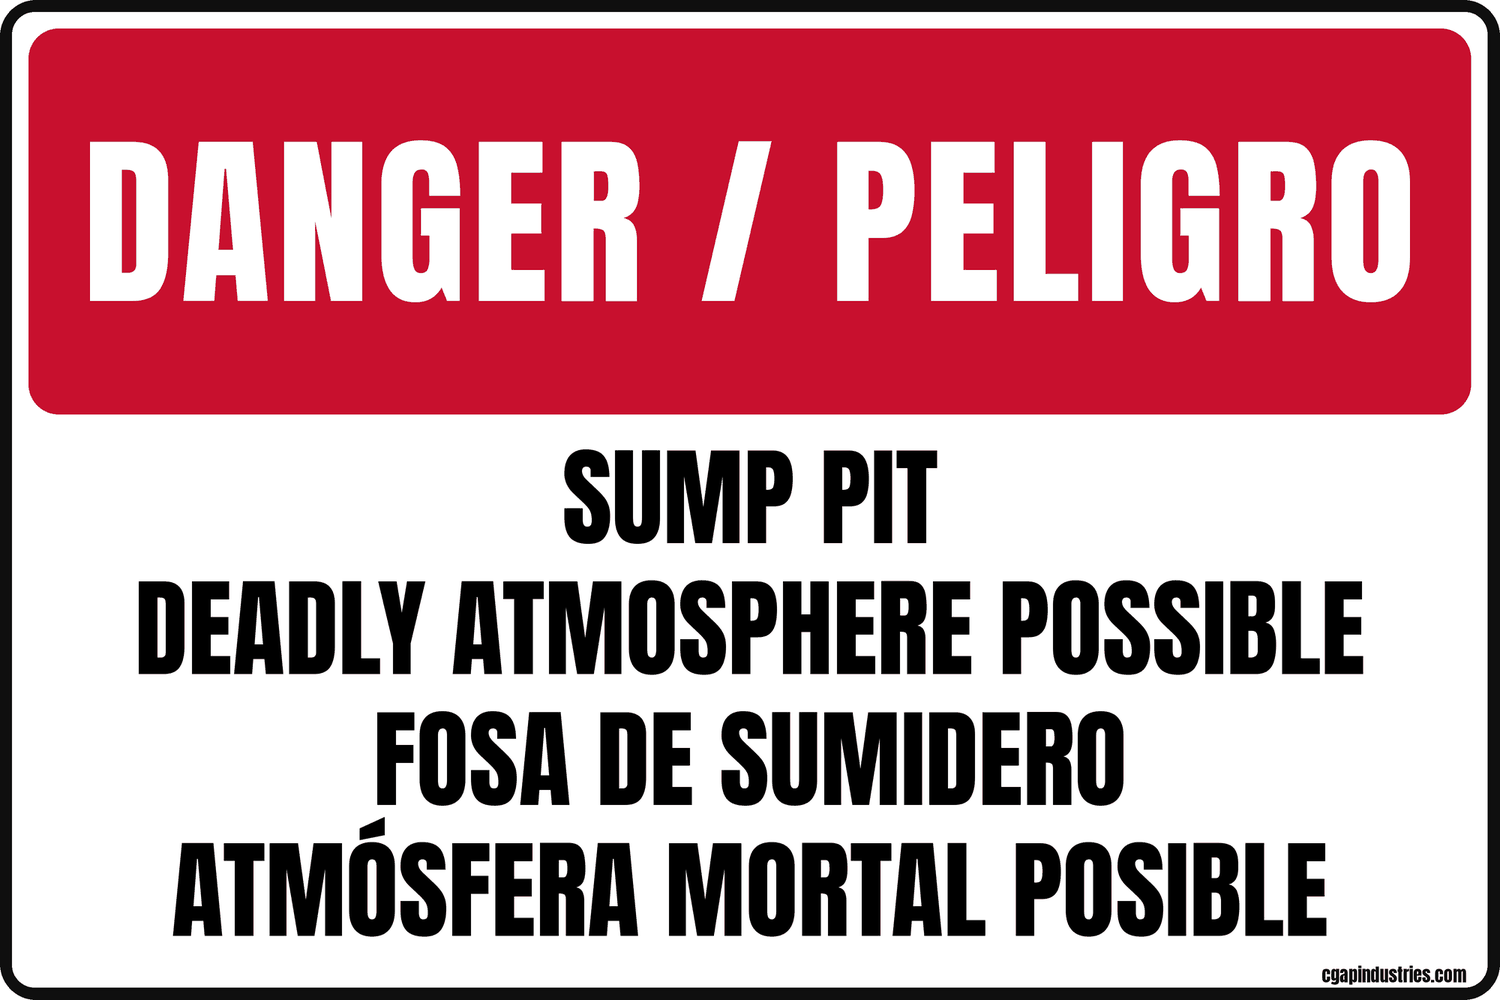 DANGER / PELIGRO
SUMP PIT
DEADLY ATMOSPHERE POSSIBLE
FOSA DE SUMIDERO
ATMÓSFERA MORTAL POSIBLE
cgapindustries.com